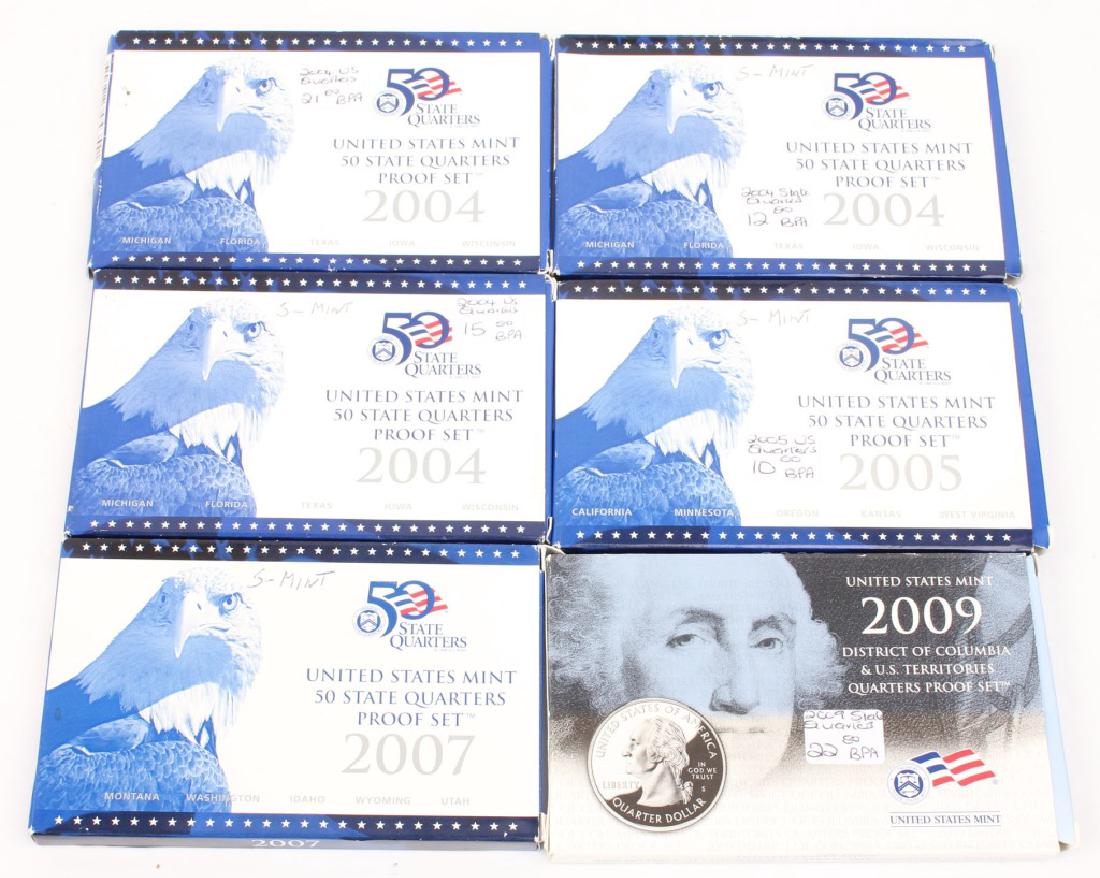 2004 US
Quarters
21 00 BPA
50
STATE
QUARTERS
UNITED STATES MINT
50 STATE QUARTERS
PROOF SET™
2004
MICHIGAN FLORIDA TEXAS IOWA WISCONSIN
S-MINT
50
STATE
QUARTERS
UNITED STATES MINT
50 STATE QUARTERS
PROOF SET™
2004 State
Quarters
12 00 BPA
2004
MICHIGAN FLORIDA TEXAS IOWA WISCONSIN
S-MINT
2004 US
Quarters
15 00 BPA
50
STATE
QUARTERS
UNITED STATES MINT
50 STATE QUARTERS
PROOF SET™
2004
MICHIGAN FLORIDA TEXAS IOWA WISCONSIN
S-MINT
50
STATE
QUARTERS
UNITED STATES MINT
50 STATE QUARTERS
PROOF SET™
2005 US
Quarters
10 00 BPA
2005
CALIFORNIA MINNESOTA OREGON KANSAS WEST VIRGINIA
S-MINT
50
STATE
QUARTERS
UNITED STATES MINT
50 STATE QUARTERS
PROOF SET™
2007
MONTANA WASHINGTON IDAHO WYOMING UTAH
2007
UNITED STATES MINT
2009
DISTRICT OF COLUMBIA
& U.S. TERRITORIES
QUARTERS PROOF SET™
2009 State
Quarters
22 00 BPA
UNITED STATES OF AMERICA
LIBERTY
IN
GOD WE
TRUST
S
QUARTER DOLLAR
UNITED STATES MINT